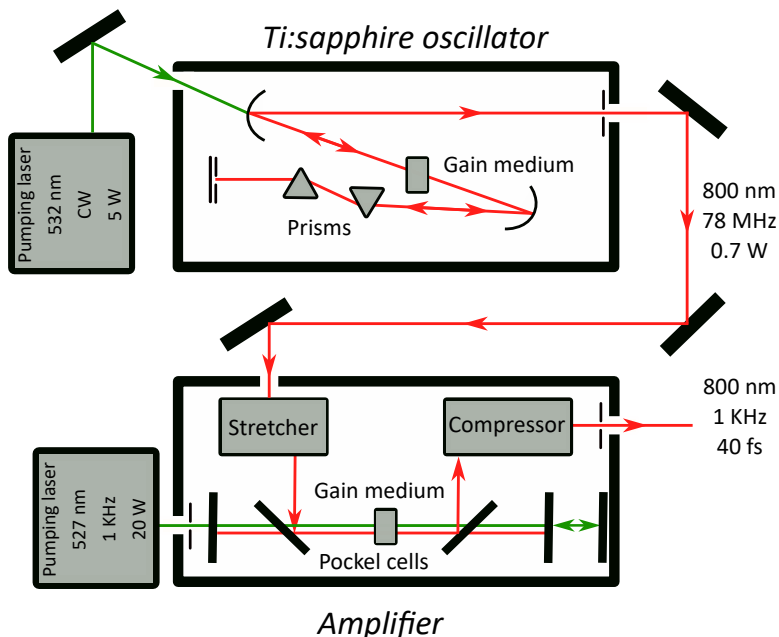 Ti:sapphire oscillator
Pumping laser
532 nm
CW
5 W
Gain medium
Prisms
800 nm
78 MHz
0.7 W
Stretcher
Compressor
800 nm
1 KHz
40 fs
Pumping laser
527 nm
1 KHz
20 W
Gain medium
Pockel cells
Amplifier